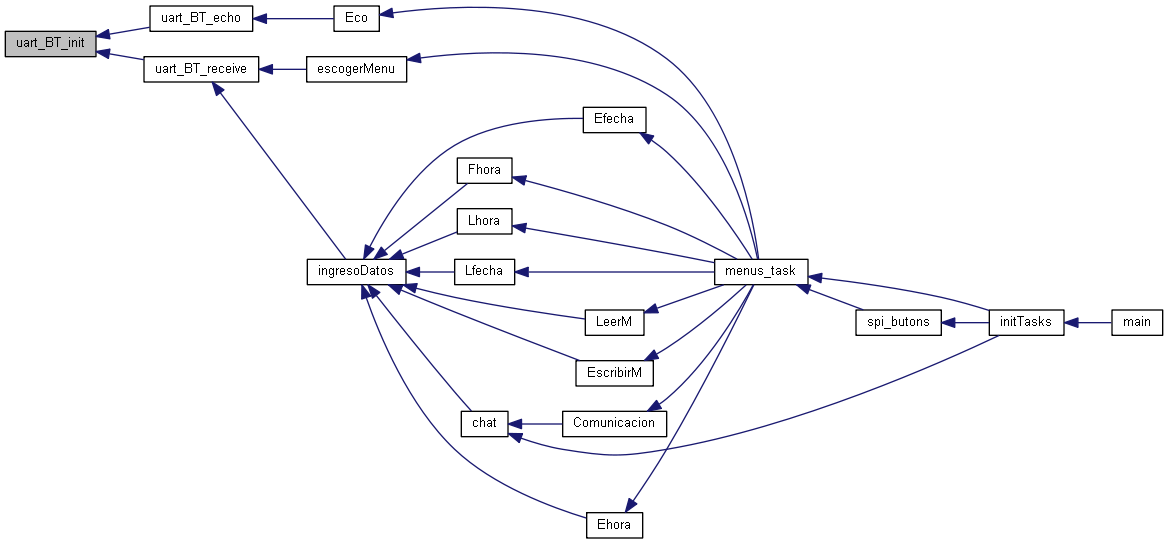 uart_BT_init
uart_BT_echo
Eco
uart_BT_receive
escogerMenu
Efecha
Fhora
Lhora
ingresoDatos
Lfecha
menus_task
LeerM
spi_butons
initTasks
main
EscribirM
chat
Comunicacion
Ehora